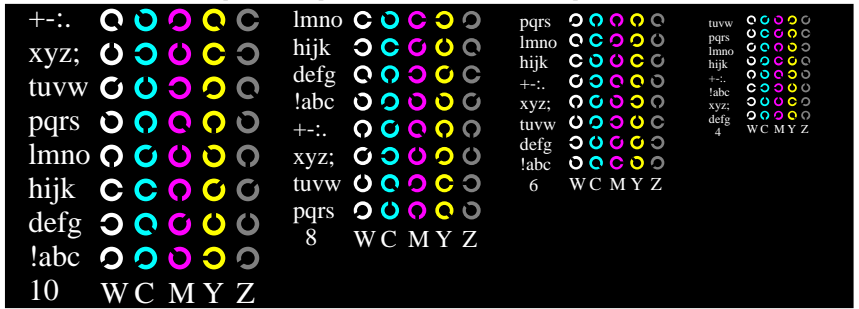 +-:.
xyz;
tuvw
pqrs
lmno
hijk
defg
!abc
10 W C M Y Z
lmno
hijk
defg
!abc
+-:.
xyz;
tuvw
pqrs
8 W C M Y Z
pqrs
lmno
hijk
+-:.
xyz;
tuvw
defg
!abc
6 W C M Y Z
tuvw
pqrs
lmno
hijk
+-:.
!abc
xyz;
defg
4 W C M Y Z